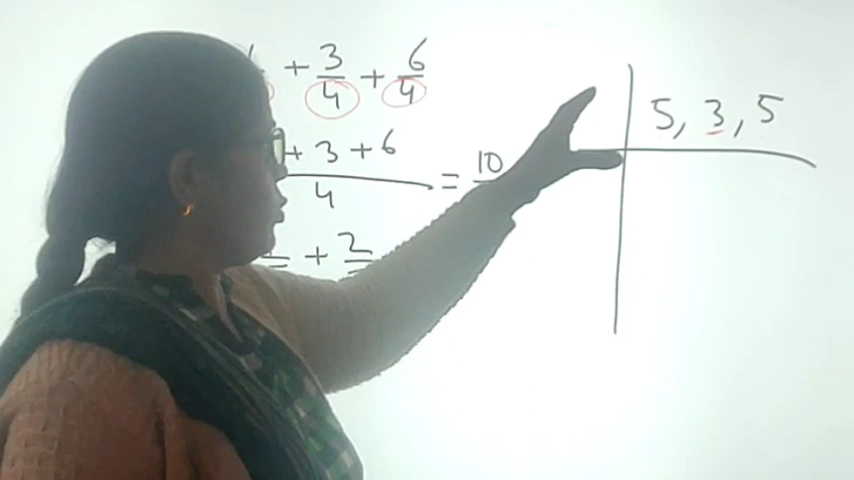 + 3/4 + 6/4
+ 3 + 6 / 4 = 10
+ 2
5, 3, 5